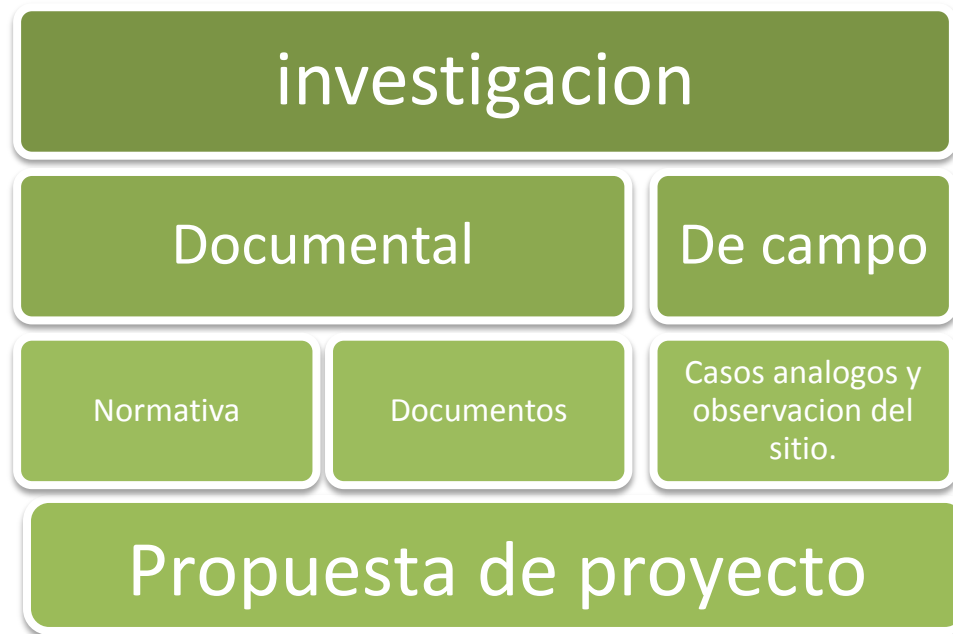 investigacion
Documental
De campo
Normativa
Documentos
Casos analogos y
observacion del
sitio.
Propuesta de proyecto